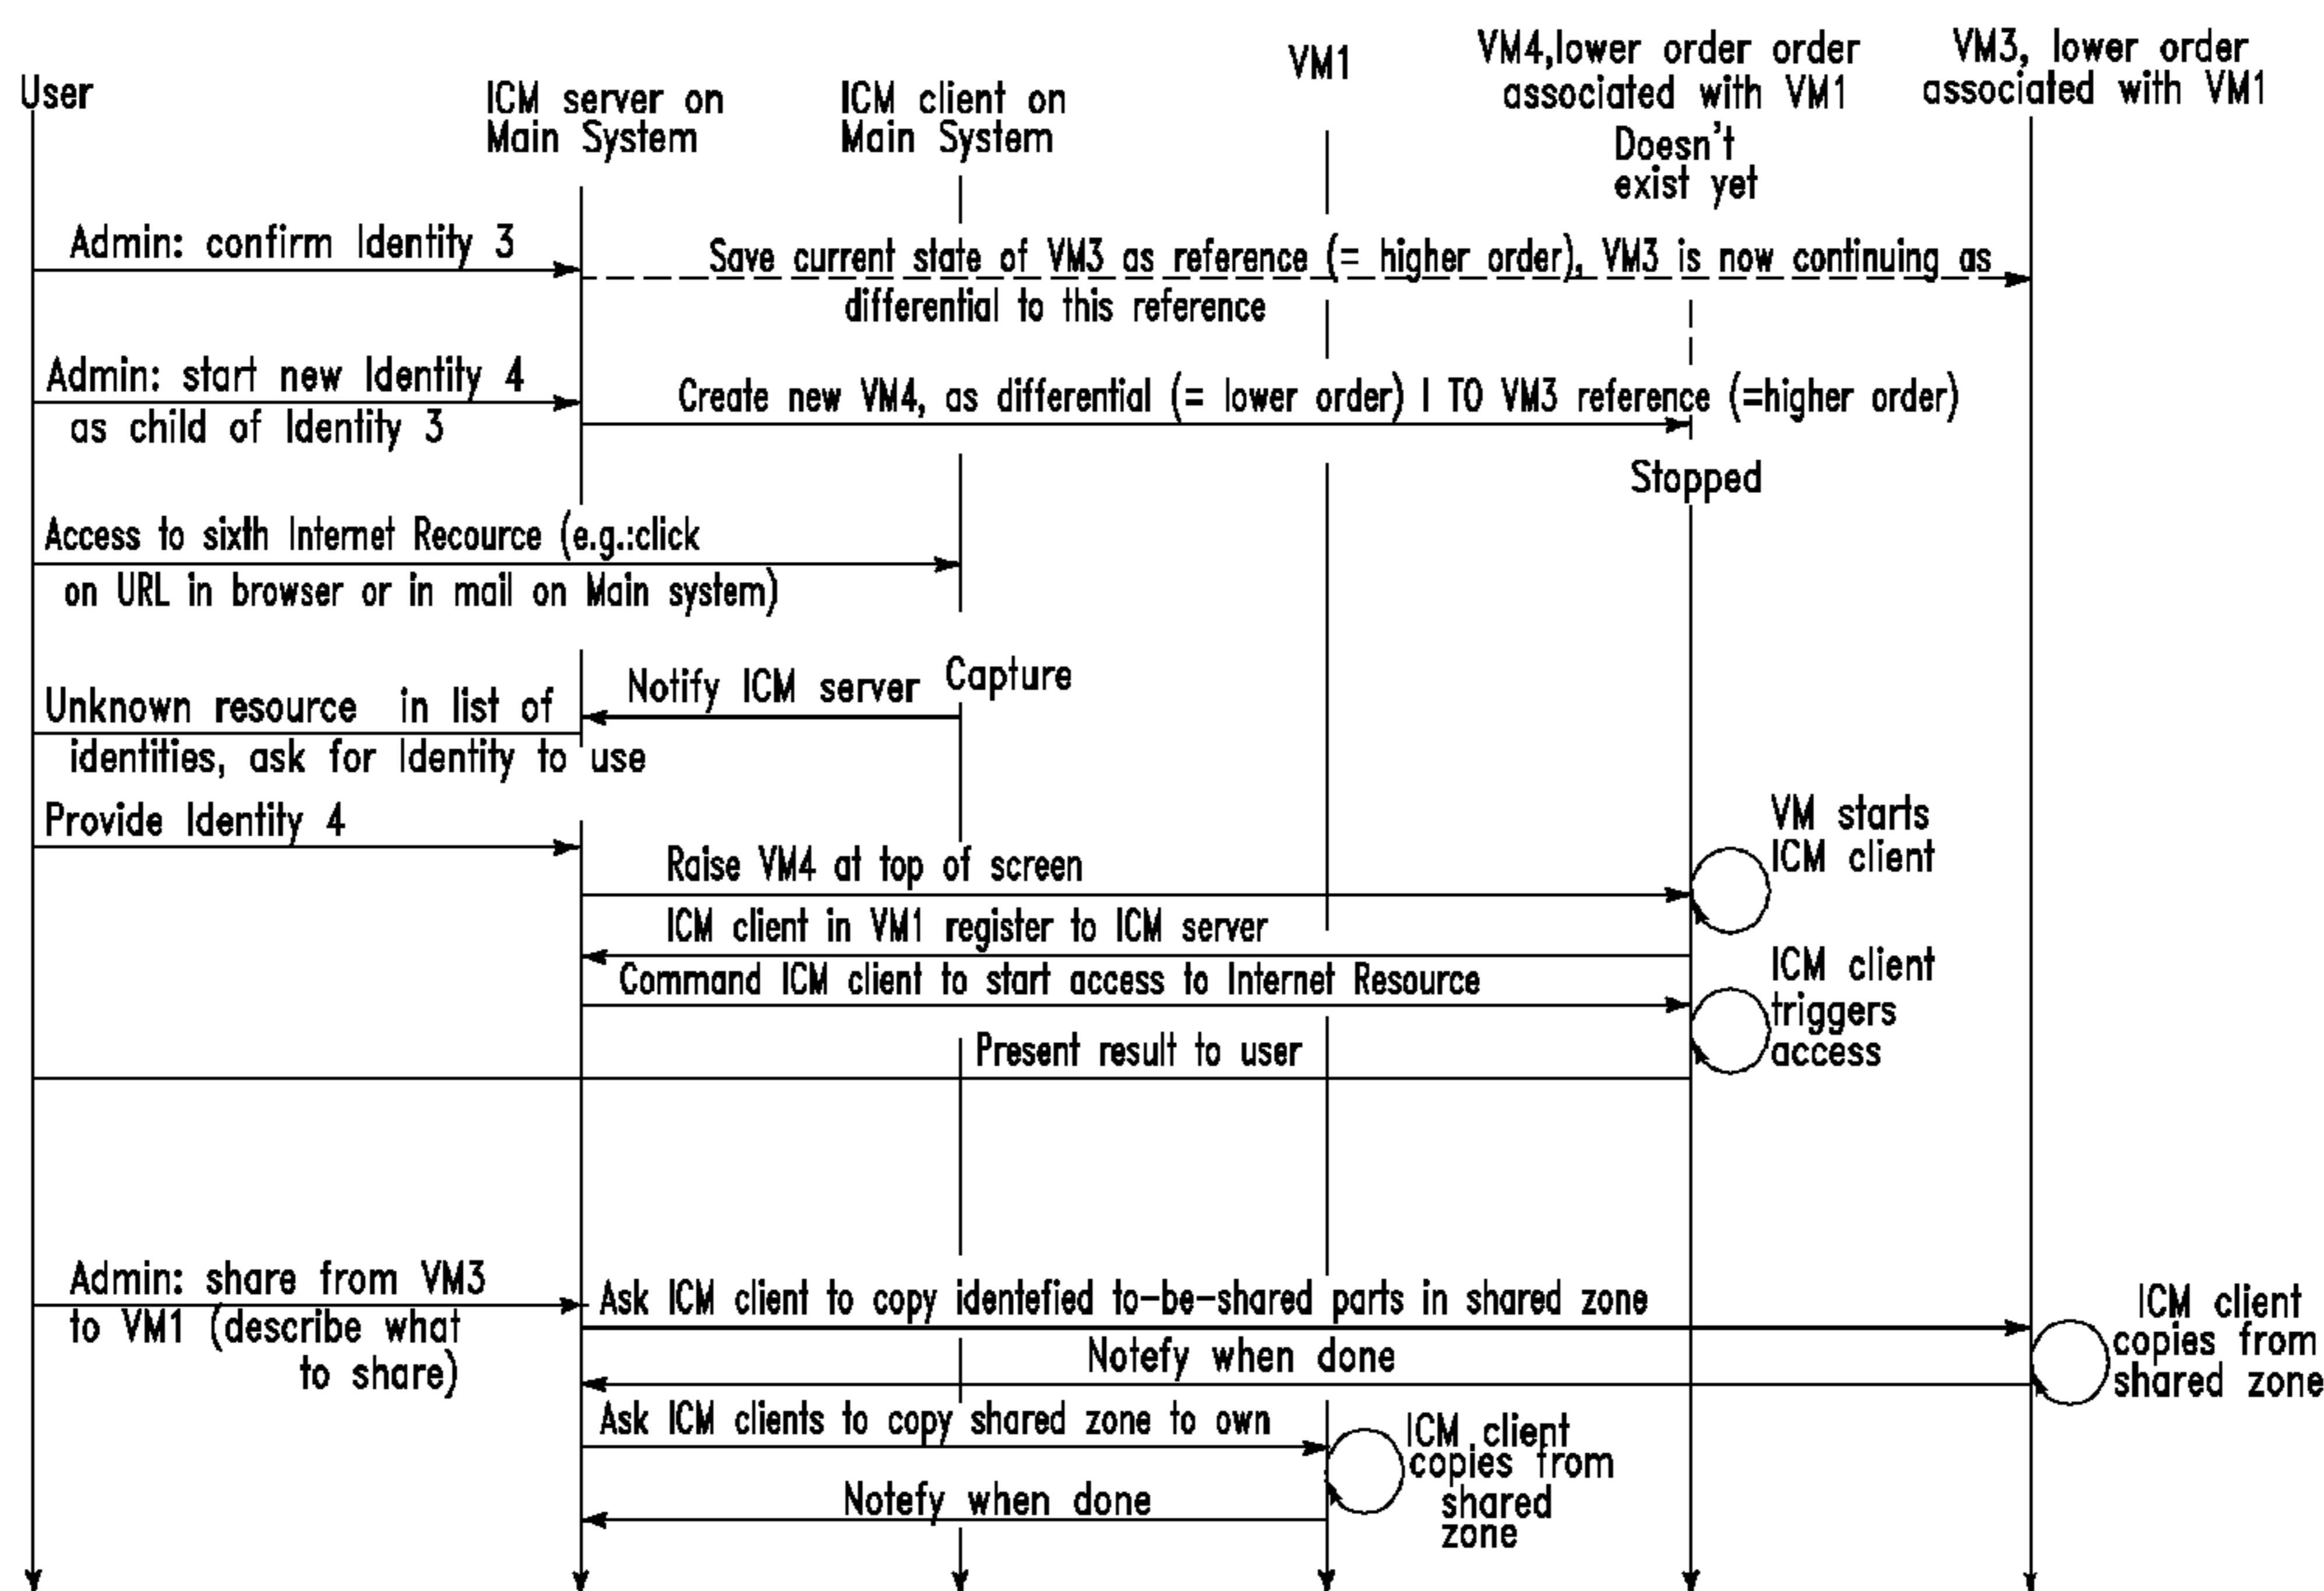 User
ICM server on
Main System
ICM client on
Main System
VM1
VM4,lower order order
associated with VM1
Doesn't
exist yet
VM3, lower order
associated with VM1
Admin: confirm Identity 3
Save current state of VM3 as reference (= higher order), VM3 is now continuing as
differential to this reference
Admin: start new Identity 4
as child of Identity 3
Create new VM4, as differential (= lower order) I TO VM3 reference (=higher order)
Stopped
Access to sixth Internet Recource (e.g.:click
on URL in browser or in mail on Main system)
Capture
Notify ICM server
Unknown resource in list of
identities, ask for Identity to use
Provide Identity 4
Raise VM4 at top of screen
VM starts
ICM client
ICM client in VM1 register to ICM server
Command ICM client to start access to Internet Resource
ICM client
triggers
access
Present result to user
Admin: share from VM3
to VM1 (describe what
to share)
Ask ICM client to copy identefied to-be-shared parts in shared zone
ICM client
copies from
shared zone
Notefy when done
Ask ICM clients to copy shared zone to own
ICM client
copies from
shared
zone
Notefy when done